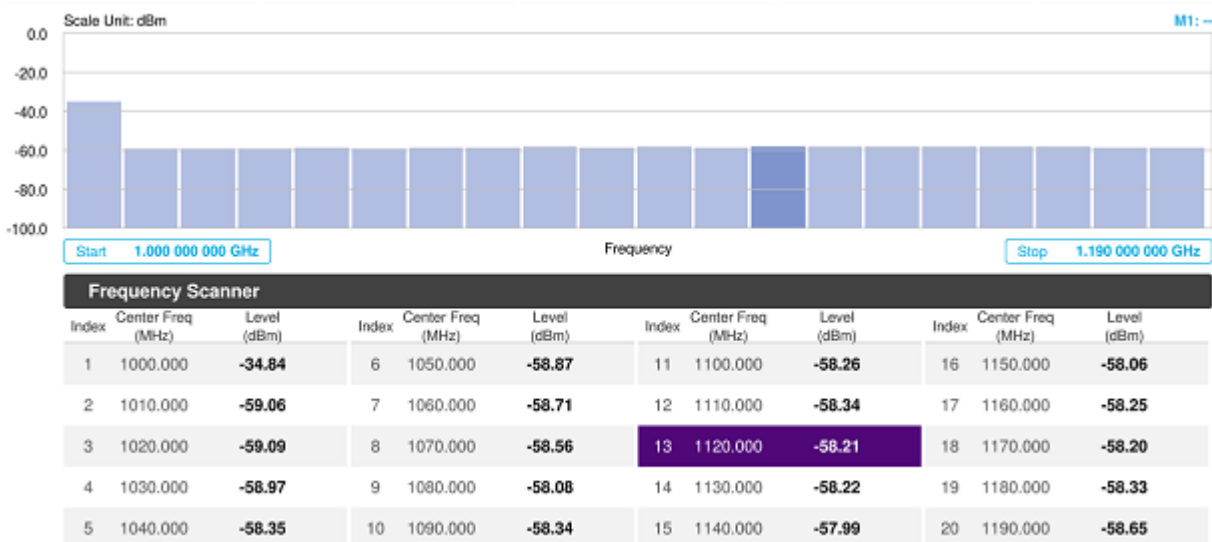 Scale Unit: dBm M1: --
0.0
-20.0
-40.0
-60.0
-80.0
-100.0
Start 1.000 000 000 GHz Frequency Stop 1.190 000 000 GHz
Frequency Scanner
Index Center Freq (MHz) Level (dBm) Index Center Freq (MHz) Level (dBm) Index Center Freq (MHz) Level (dBm) Index Center Freq (MHz) Level (dBm)
1 1000.000 -34.84 6 1050.000 -58.87 11 1100.000 -58.26 16 1150.000 -58.06
2 1010.000 -59.06 7 1060.000 -58.71 12 1110.000 -58.34 17 1160.000 -58.25
3 1020.000 -59.09 8 1070.000 -58.56 13 1120.000 -58.21 18 1170.000 -58.20
4 1030.000 -58.97 9 1080.000 -58.08 14 1130.000 -58.22 19 1180.000 -58.33
5 1040.000 -58.35 10 1090.000 -58.34 15 1140.000 -57.99 20 1190.000 -58.65